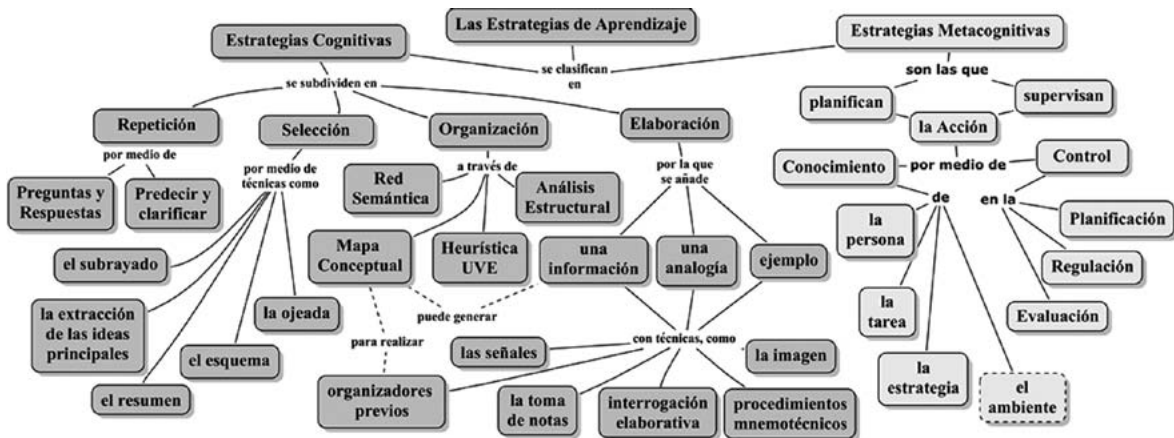 Las Estrategias de Aprendizaje
Estrategias Cognitivas
Estrategias Metacognitivas
se clasifican
en
se subdividen en
son las que
planifican
supervisan
la Acción
Repetición
Selección
Organización
Elaboración
por medio de
por medio de
técnicas como
a través de
por la que
se añade
Conocimiento
por medio de
Control
Preguntas y
Respuestas
Predecir y
clarificar
Red
Semántica
Análisis
Estructural
de
en la
la
persona
Planificación
Mapa
Conceptual
Heurística
UVE
una
información
una
analogía
ejemplo
el subrayado
Regulación
la extracción
de las ideas
principales
la ojeada
puede generar
la
tarea
Evaluación
el esquema
para realizar
las señales
con técnicas, como
la imagen
el resumen
organizadores
previos
la toma
de notas
interrogación
elaborativa
procedimientos
mnemotécnicos
la
estrategia
el
ambiente